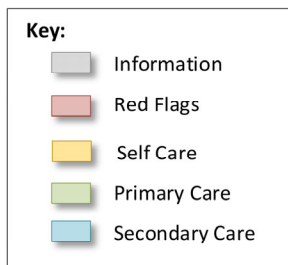 Key:
Information
Red Flags
Self Care
Primary Care
Secondary Care